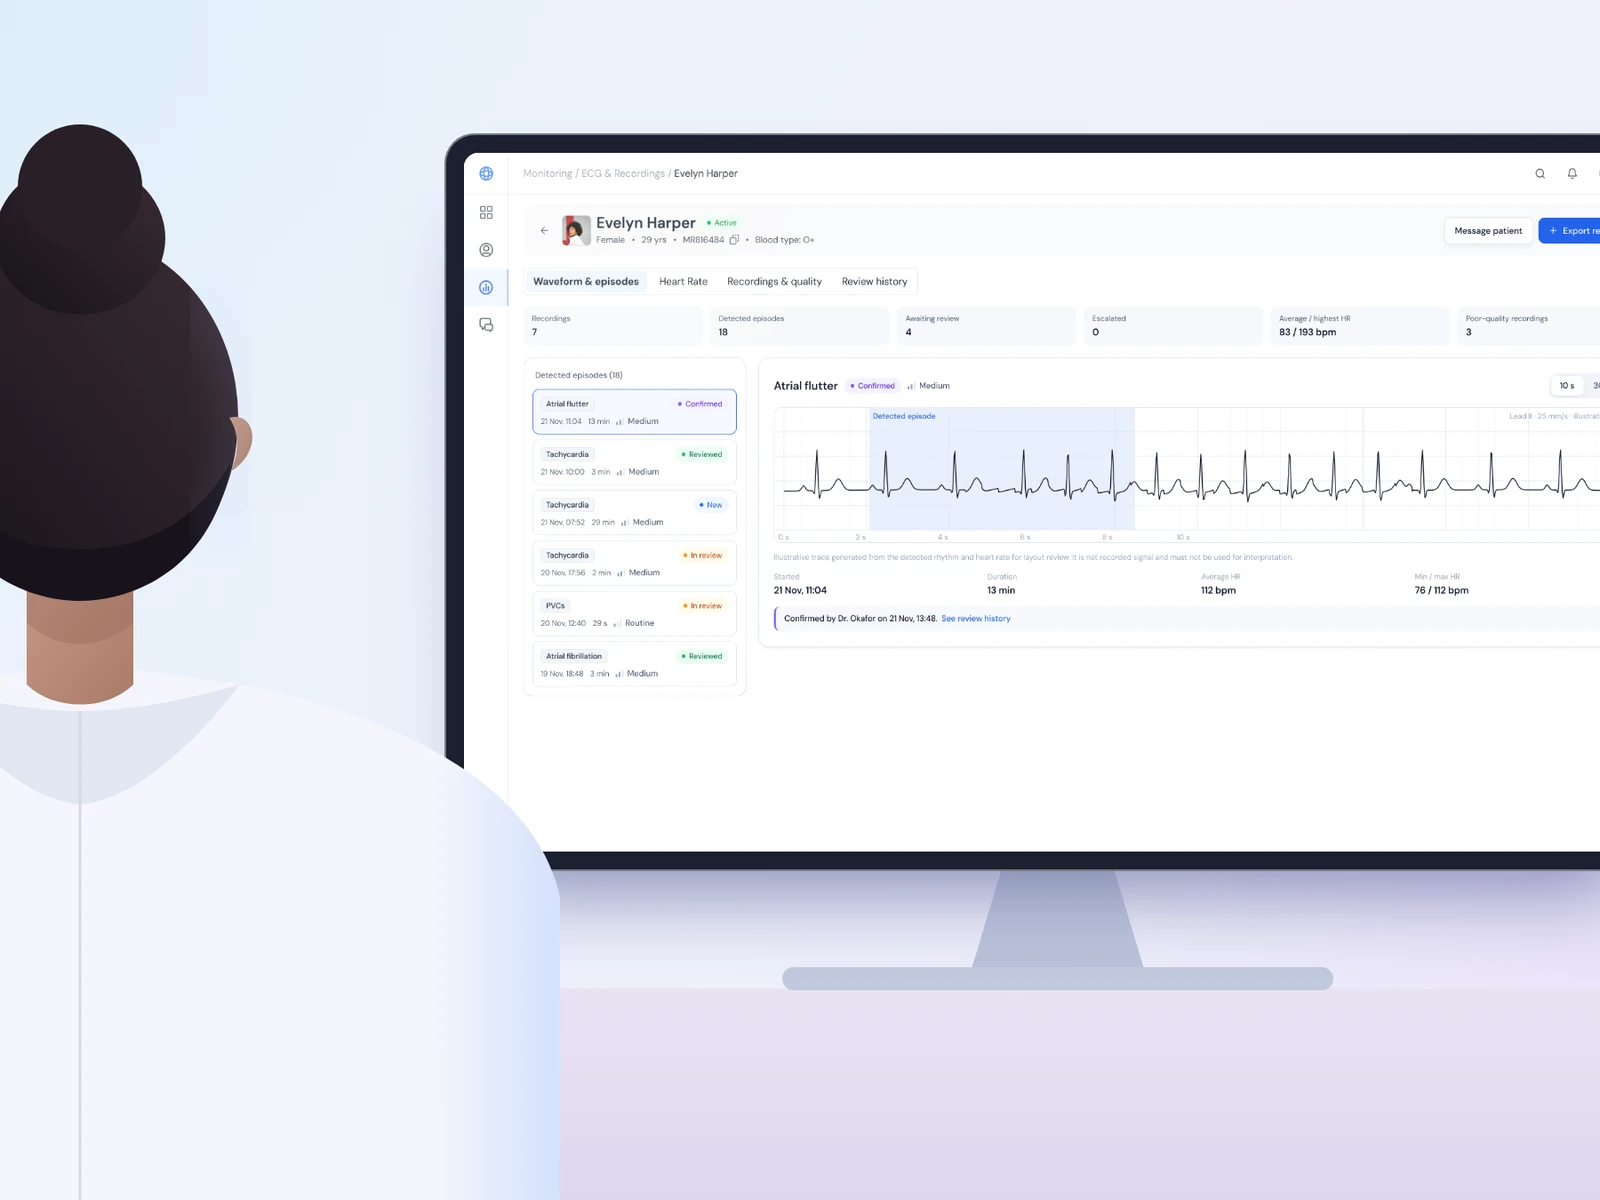 Monitoring / ECG & Recordings / Evelyn Harper
Evelyn Harper
Active
Female • 29 yrs • MR816484 • Blood type: O+
Message patient
+ Export re
Waveform & episodes
Heart Rate
Recordings & quality
Review history
Recordings
7
Detected episodes
18
Awaiting review
4
Escalated
0
Average / highest HR
83 / 193 bpm
Poor-quality recordings
3
Detected episodes (18)
Atrial flutter
Confirmed
21 Nov, 11:04 13 min Medium
Tachycardia
Reviewed
21 Nov, 10:00 3 min Medium
Tachycardia
New
21 Nov, 07:52 29 min Medium
Tachycardia
In review
20 Nov, 17:56 2 min Medium
PVCs
In review
20 Nov, 12:40 29 s Routine
Atrial fibrillation
Reviewed
19 Nov, 18:48 3 min Medium
Atrial flutter
Confirmed
Medium
10 s
30
Detected episode
Lead II · 25 mm/s · illustrati
0 s 2 s 4 s 6 s 8 s 10 s
Illustrative trace generated from the detected rhythm and heart rate for layout review. It is not recorded signal and must not be used for interpretation.
Started
21 Nov, 11:04
Duration
13 min
Average HR
112 bpm
Min / max HR
76 / 112 bpm
Confirmed by Dr. Okafor on 21 Nov, 13:48. See review history